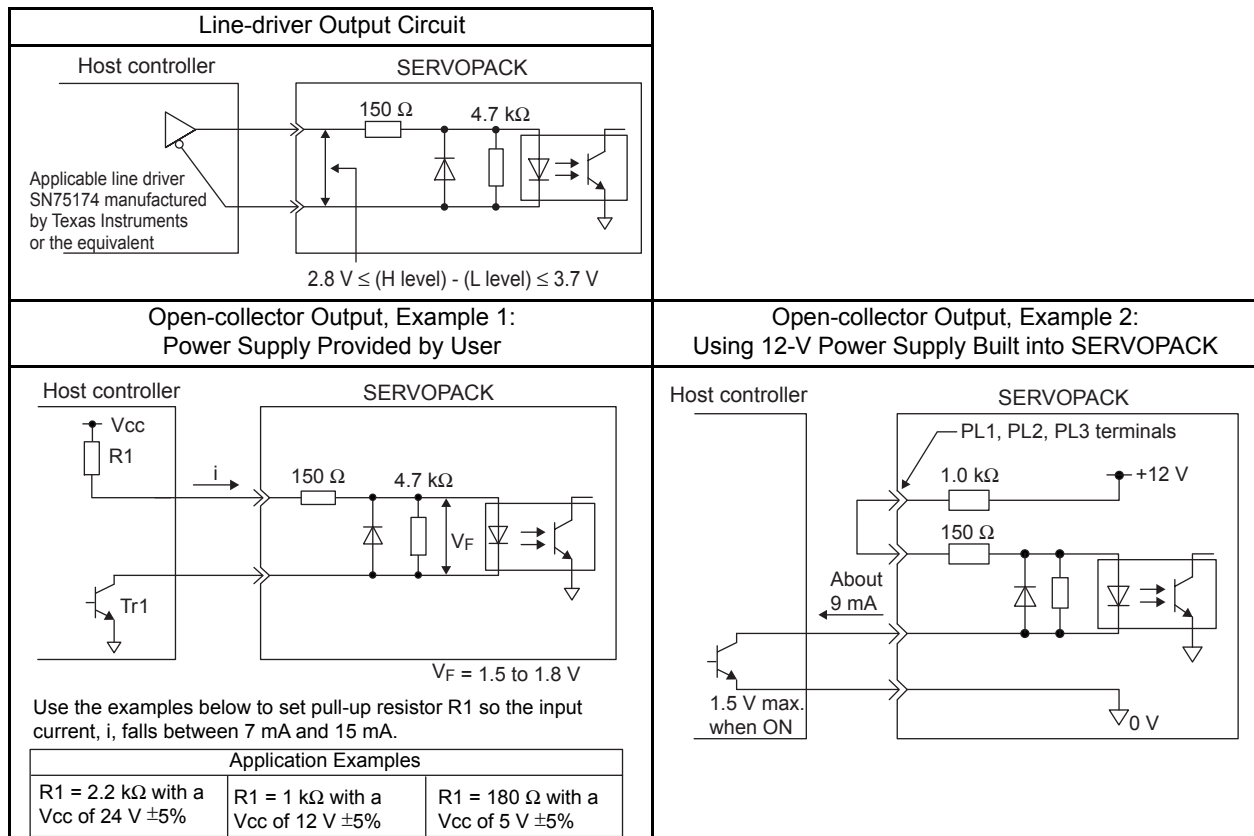 Line-driver Output Circuit
Host controller
SERVOPACK
150 Ω
4.7 kΩ
Applicable line driver
SN75174 manufactured
by Texas Instruments
or the equivalent
2.8 V ≤ (H level) - (L level) ≤ 3.7 V
Open-collector Output, Example 1:
Power Supply Provided by User
Host controller
SERVOPACK
Vcc
R1
i
150 Ω
4.7 kΩ
VF
Tr1
VF = 1.5 to 1.8 V
Use the examples below to set pull-up resistor R1 so the input
current, i, falls between 7 mA and 15 mA.
Application Examples
R1 = 2.2 kΩ with a
Vcc of 24 V ±5%
R1 = 1 kΩ with a
Vcc of 12 V ±5%
R1 = 180 Ω with a
Vcc of 5 V ±5%
Open-collector Output, Example 2:
Using 12-V Power Supply Built into SERVOPACK
Host controller
SERVOPACK
PL1, PL2, PL3 terminals
1.0 kΩ
+12 V
150 Ω
About
9 mA
1.5 V max.
when ON
0 V